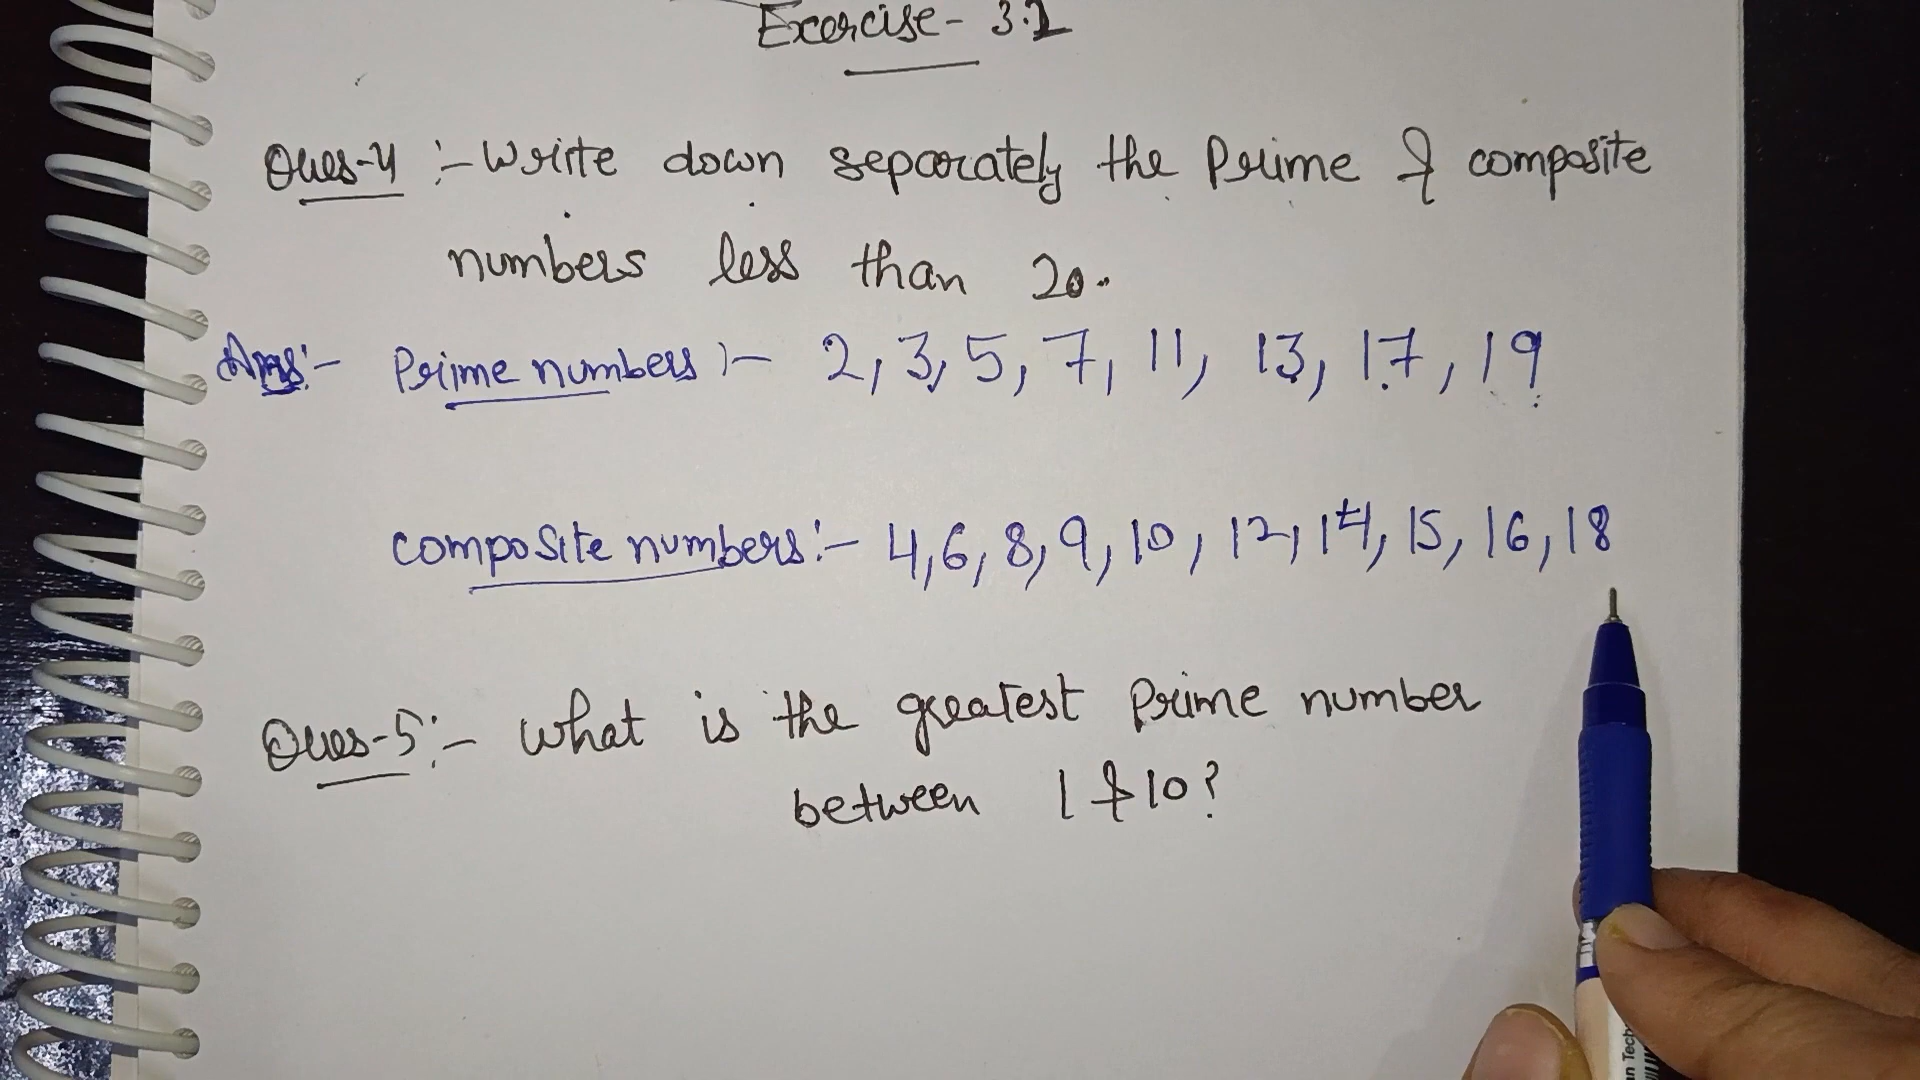 Exercise- 3.2
Ques-4 :- Write down separately the Prime & composite
numbers less than 20.
Ans:- Prime numbers :- 2, 3, 5, 7, 11, 13, 17, 19
composite numbers:- 4, 6, 8, 9, 10, 12, 14, 15, 16, 18
Ques-5:- What is the greatest Prime number
between 1 & 10?